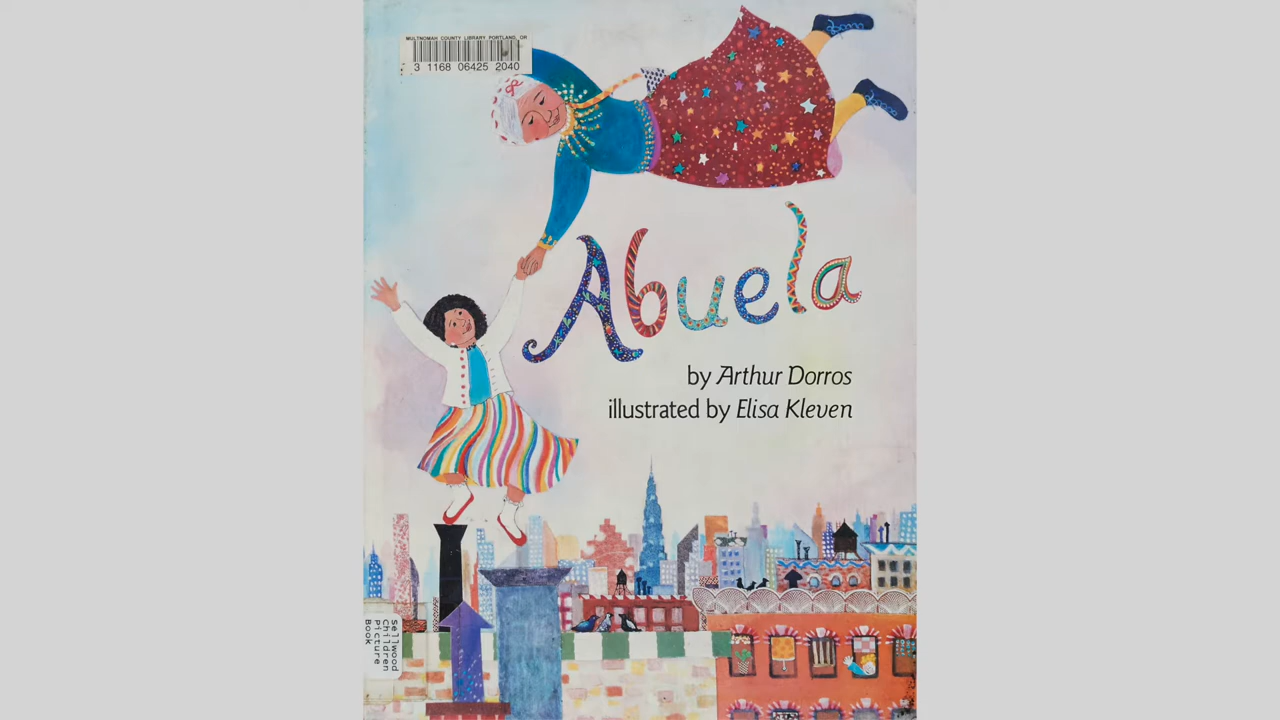 MULTNOMAH COUNTY LIBRARY PORTLAND, OR
3 1168 06425 2040
Abuela
by Arthur Dorros
illustrated by Elisa Kleven
Sellwood
Children
Picture
Book